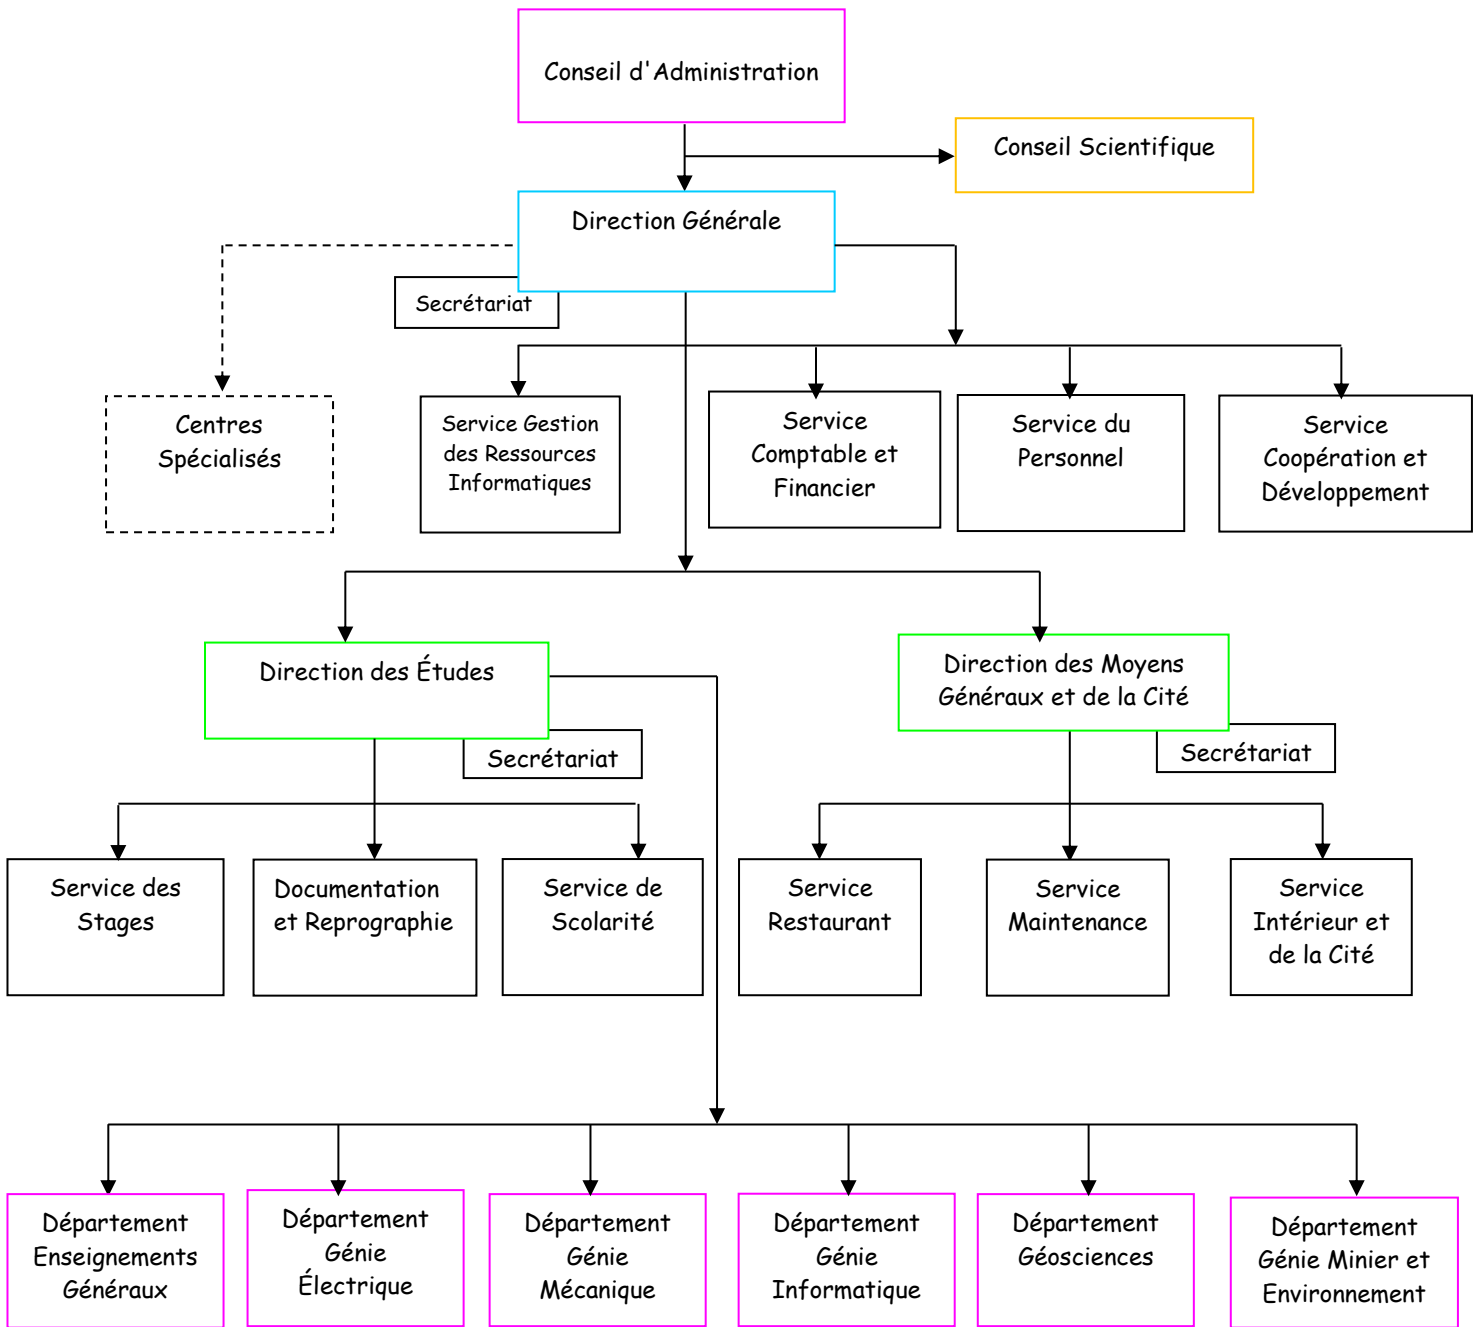 Conseil d'Administration
Conseil Scientifique
Direction Générale
Secrétariat
Centres
Spécialisés
Service Gestion
des Ressources
Informatiques
Service
Comptable et
Financier
Service du
Personnel
Service
Coopération et
Développement
Direction des Études
Secrétariat
Direction des Moyens
Généraux et de la Cité
Secrétariat
Service des
Stages
Documentation
et Reprographie
Service de
Scolarité
Service
Restaurant
Service
Maintenance
Service
Intérieur et
de la Cité
Département
Enseignements
Généraux
Département
Génie
Électrique
Département
Génie
Mécanique
Département
Génie
Informatique
Département
Géosciences
Département
Génie Minier et
Environnement